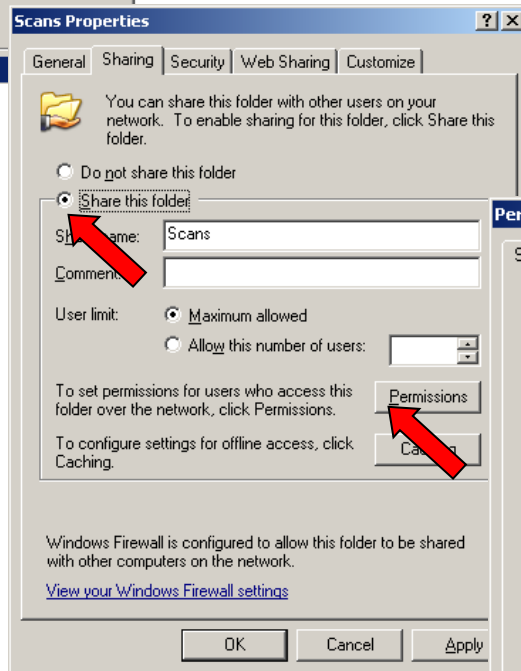 Scans Properties
General Sharing Security Web Sharing Customize
You can share this folder with other users on your
network. To enable sharing for this folder, click Share this
folder.
Do not share this folder
Share this folder
Per
name:
Scans
S
Comment
User limit:
Maximum allowed
Allow this number of users:
To set permissions for users who access this
folder over the network, click Permissions.
Permissions
To configure settings for offline access, click
Caching.
Windows Firewall is configured to allow this folder to be shared
with other computers on the network.
View your Windows Firewall settings
OK Cancel Apply